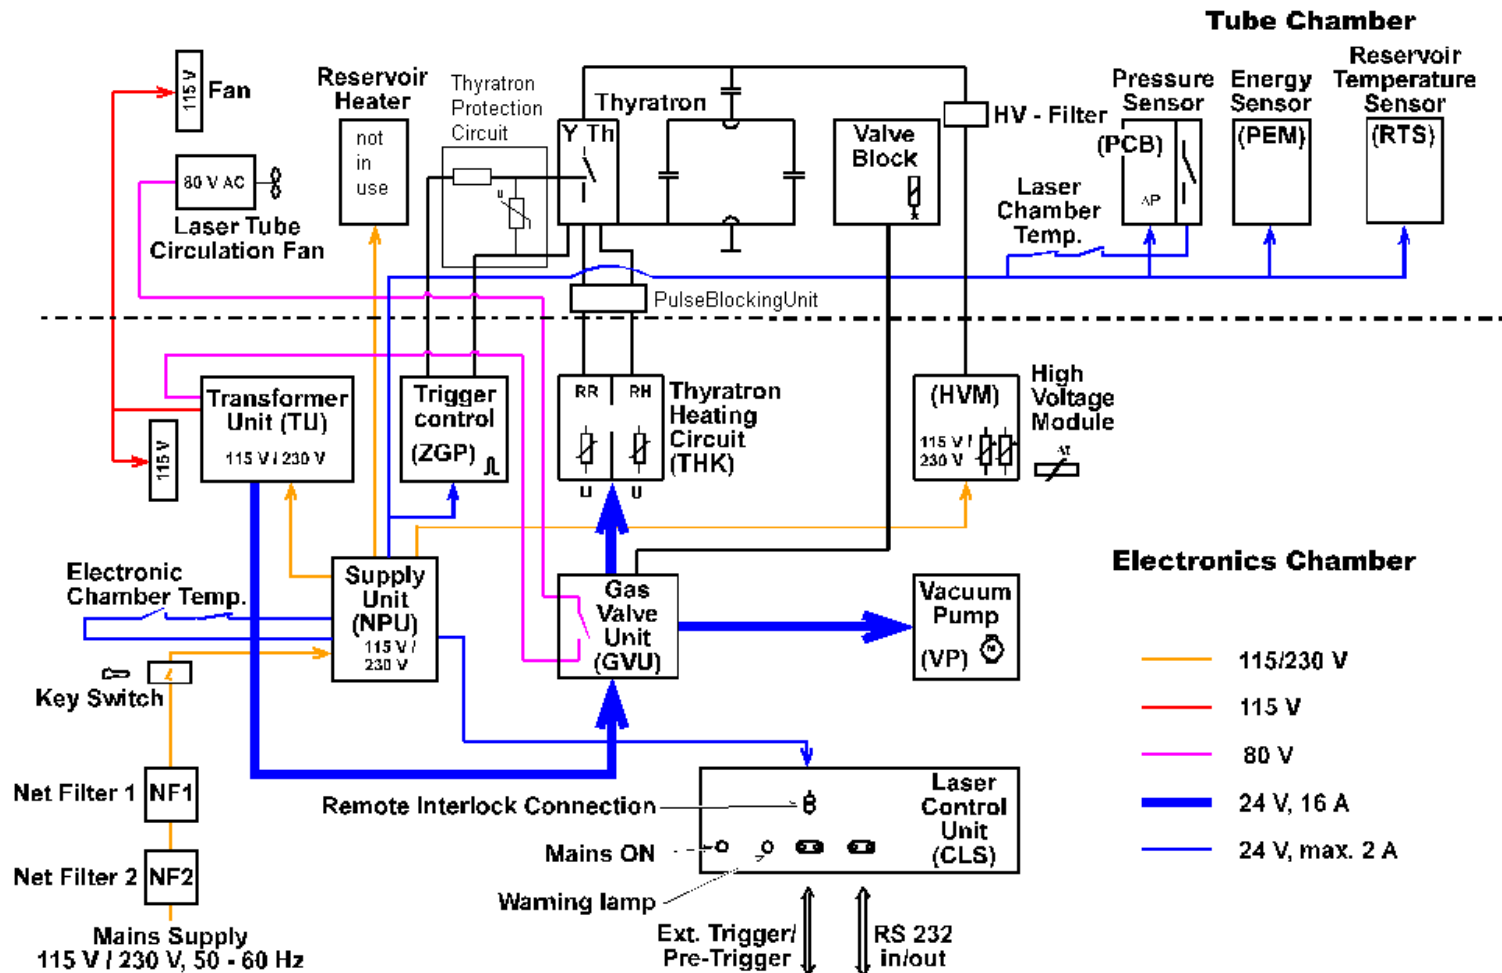 Tube Chamber
115 V
Fan
Reservoir
Heater
not
in
use
Thyratron
Protection
Circuit
u
Thyratron
Y Th
Valve
Block
HV - Filter
Pressure
Sensor
(PCB)
ΔP
Energy
Sensor
(PEM)
Reservoir
Temperature
Sensor
(RTS)
80 V AC
Laser Tube
Circulation Fan
Laser
Chamber
Temp.
PulseBlockingUnit
Transformer
Unit (TU)
115 V / 230 V
115 V
Trigger
control
(ZGP)
RR
RH
U
U
Thyratron
Heating
Circuit
(THK)
(HVM)
115 V /
230 V
High
Voltage
Module
Δt
Electronic
Chamber Temp.
Supply
Unit
(NPU)
115 V /
230 V
Gas
Valve
Unit
(GVU)
Vacuum
Pump
(VP)
M
Electronics Chamber
115/230 V
115 V
80 V
24 V, 16 A
24 V, max. 2 A
Key Switch
Net Filter 1
NF1
Net Filter 2
NF2
Mains Supply
115 V / 230 V, 50 - 60 Hz
Remote Interlock Connection
Mains ON
Warning lamp
Laser
Control
Unit
(CLS)
Ext. Trigger/
Pre-Trigger
RS 232
in/out